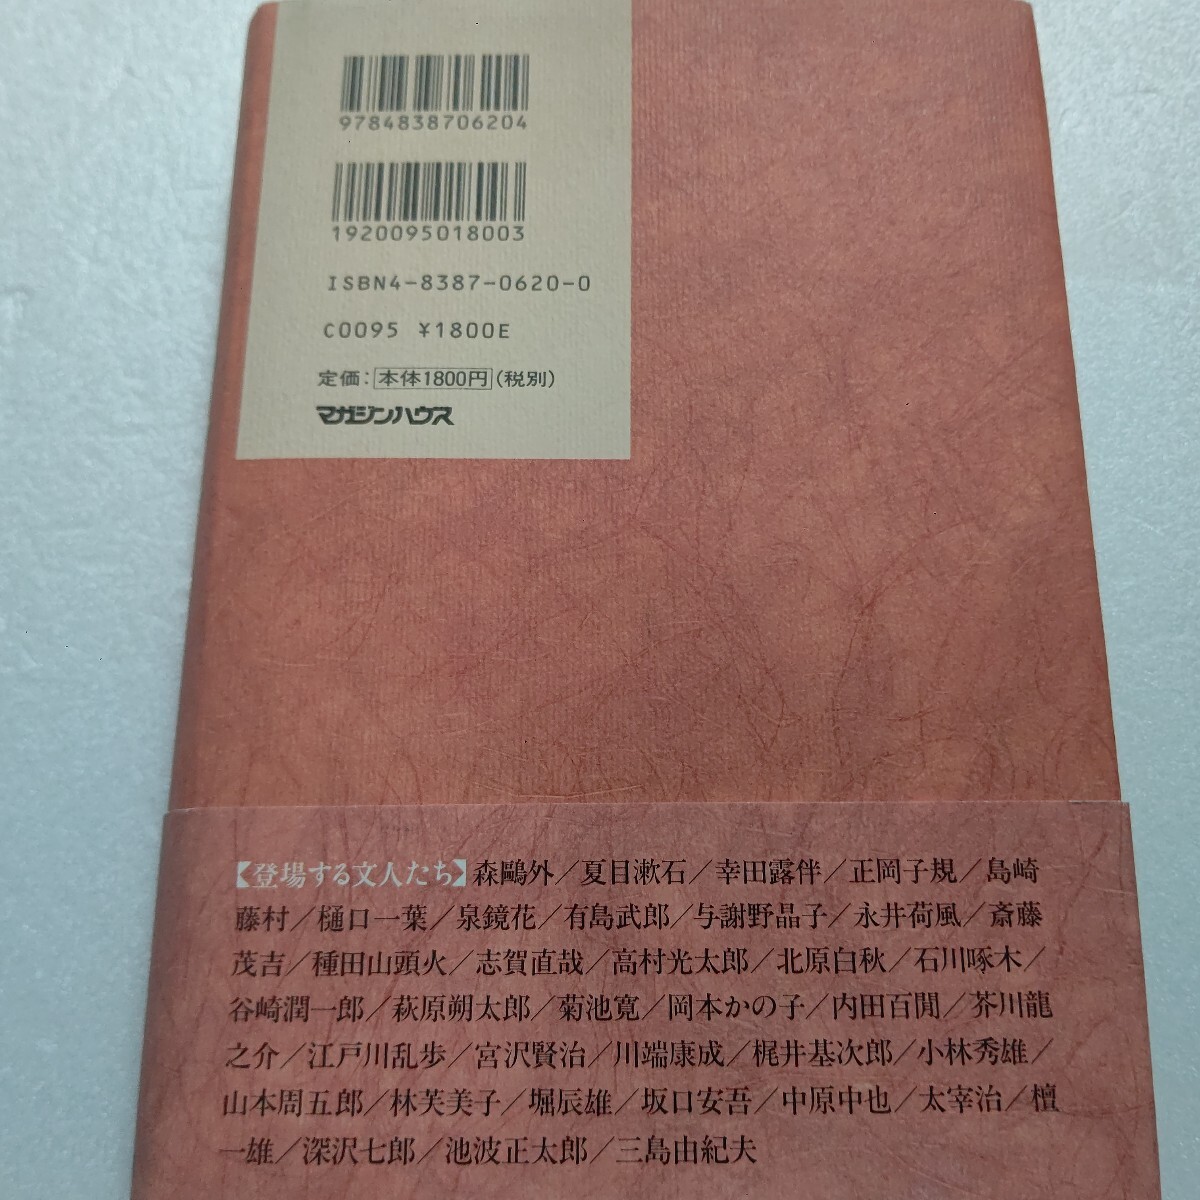 9784838706204
1920095018003
ISBN4-8387-0620-0
C0095 ¥1800E
定価：本体1800円（税別）
マガジンハウス
【登場する文人たち】森鷗外／夏目漱石／幸田露伴／正岡子規／島崎
藤村／樋口一葉／泉鏡花／有島武郎／与謝野晶子／永井荷風／斎藤
茂吉／種田山頭火／志賀直哉／高村光太郎／北原白秋／石川啄木／
谷崎潤一郎／萩原朔太郎／菊池寛／岡本かの子／内田百閒／芥川龍
之介／江戸川乱歩／宮沢賢治／川端康成／梶井基次郎／小林秀雄／
山本周五郎／林芙美子／堀辰雄／坂口安吾／中原中也／太宰治／檀
一雄／深沢七郎／池波正太郎／三島由紀夫